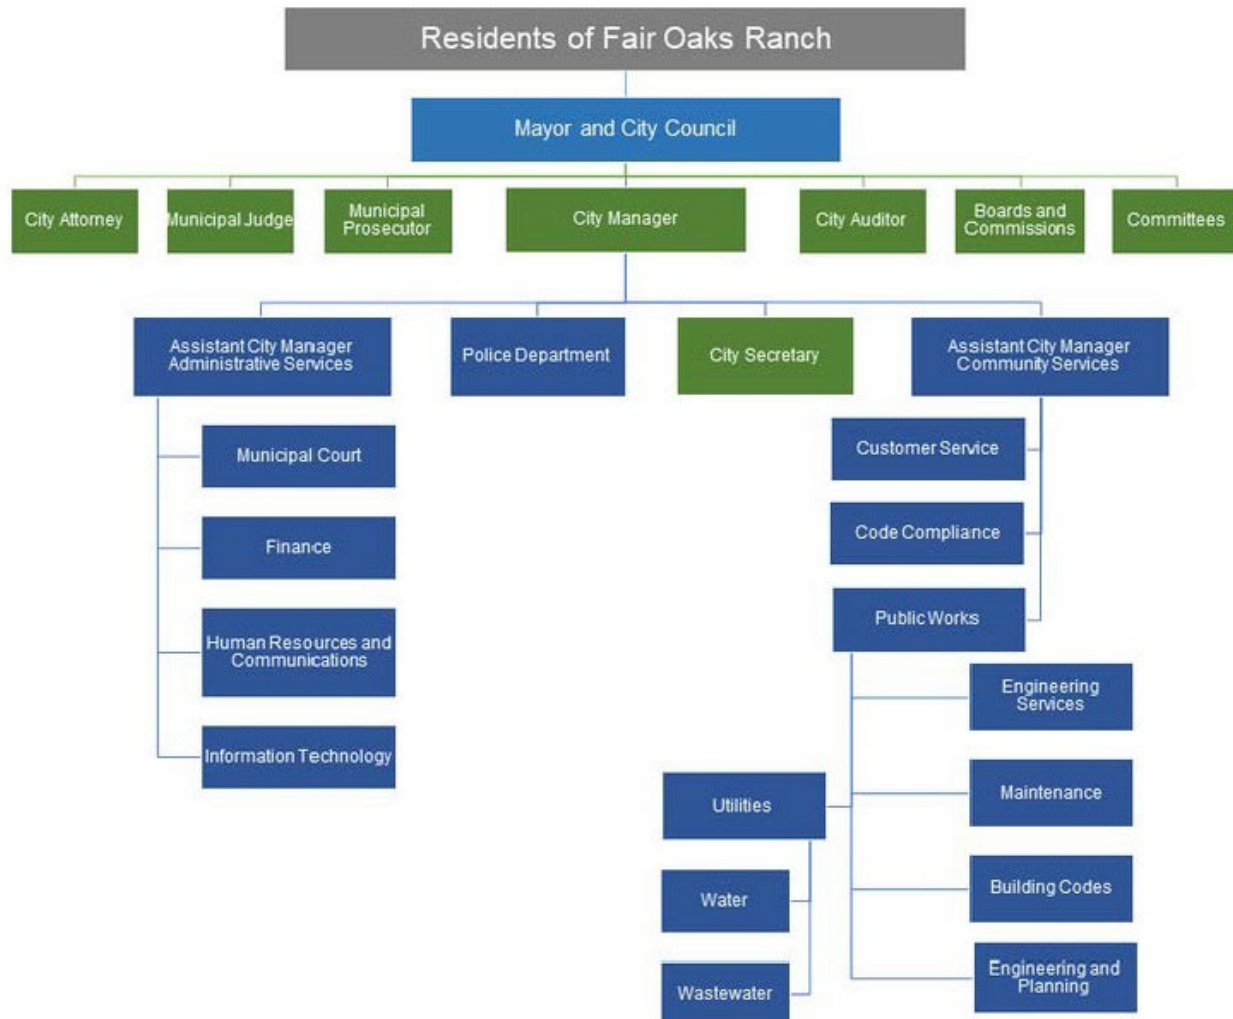 Residents of Fair Oaks Ranch
Mayor and City Council
City Attorney
Municipal Judge
Municipal
Prosecutor
City Manager
City Auditor
Boards and
Commissions
Committees
Assistant City Manager
Administrative Services
Police Department
City Secretary
Assistant City Manager
Community Services
Municipal Court
Finance
Human Resources and
Communications
Information Technology
Customer Service
Code Compliance
Public Works
Engineering
Services
Maintenance
Building Codes
Engineering and
Planning
Utilities
Water
Wastewater